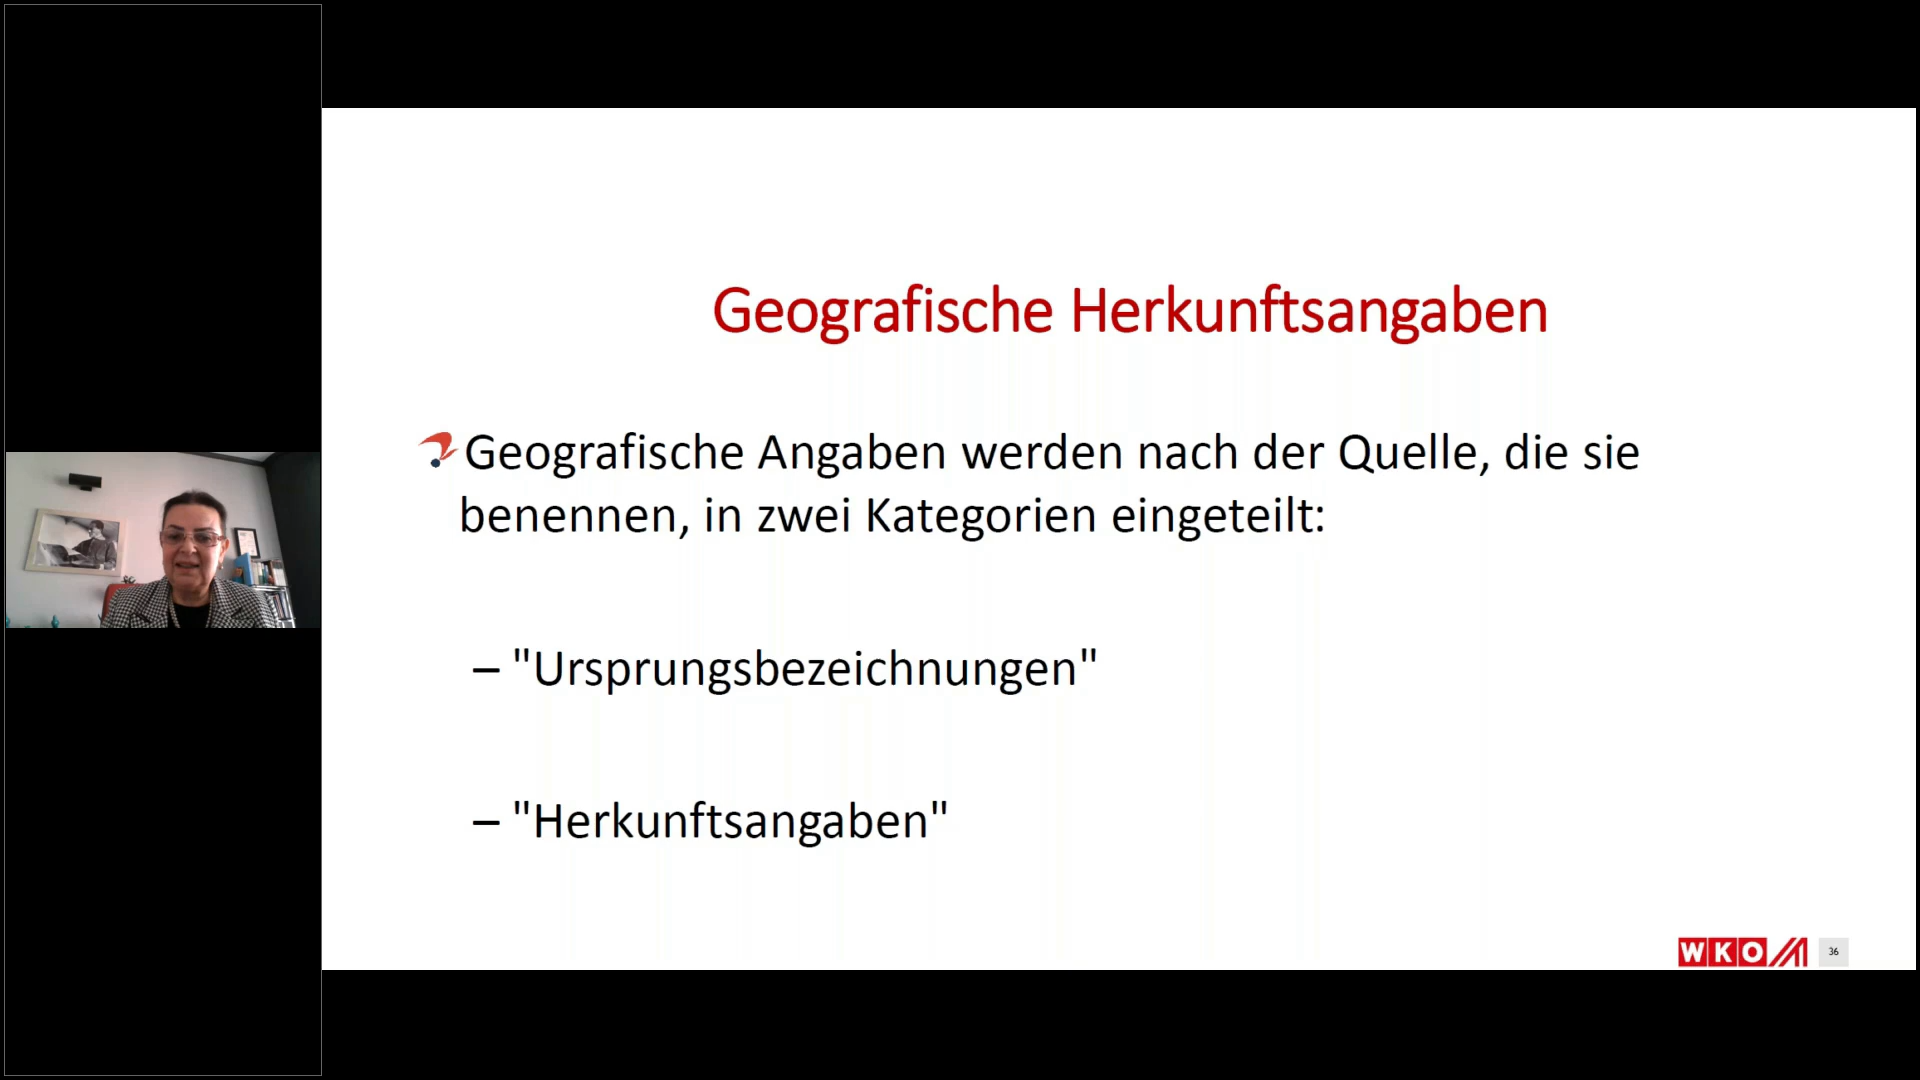 Geografische Herkunftsangaben
Geografische Angaben werden nach der Quelle, die sie
benennen, in zwei Kategorien eingeteilt:
– "Ursprungsbezeichnungen"
– "Herkunftsangaben"
WKO
36